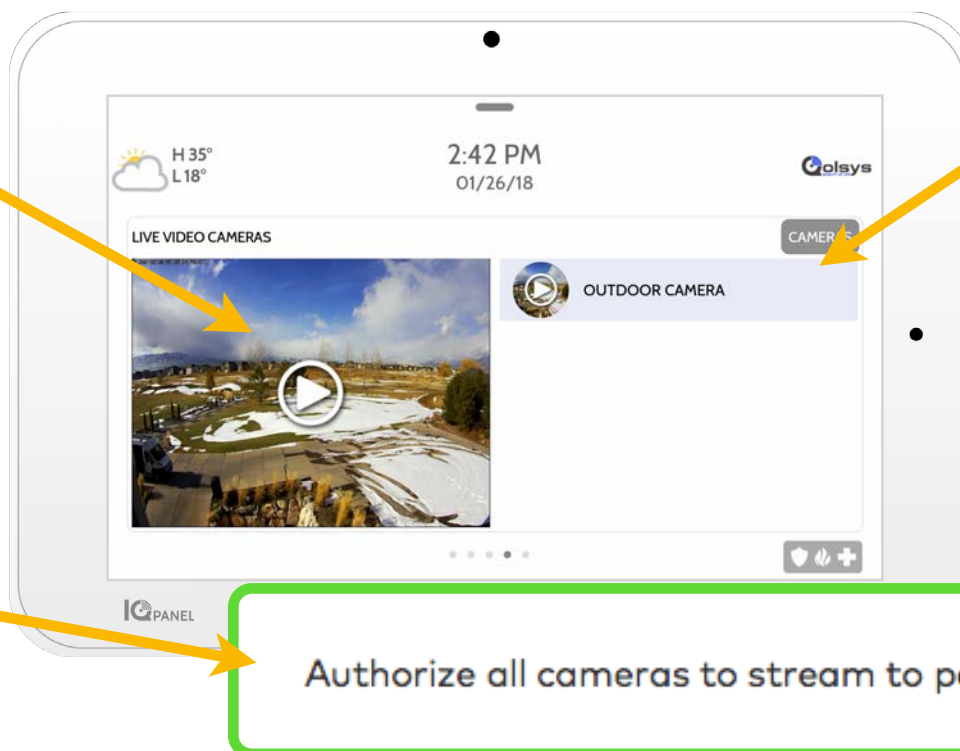 H 35°
L 18°
2:42 PM
01/26/18
Qolsys
LIVE VIDEO CAMERAS
CAMERAS
OUTDOOR CAMERA
IQ PANEL
Authorize all cameras to stream to